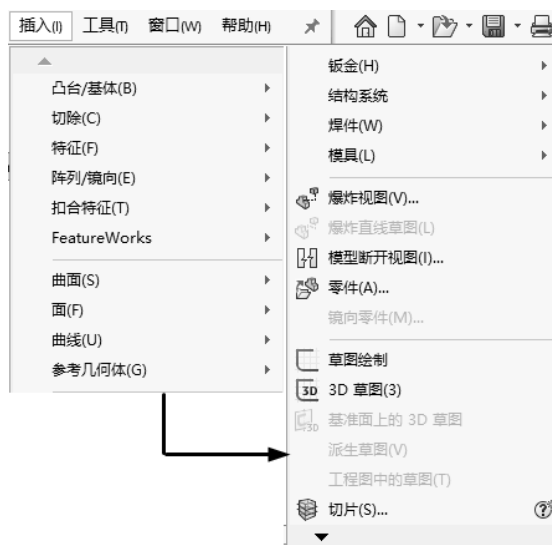 插入(I) 工具(T) 窗口(W) 帮助(H)
凸台/基体(B)
切除(C)
特征(F)
阵列/镜向(E)
扣合特征(T)
FeatureWorks
曲面(S)
面(F)
曲线(U)
参考几何体(G)
钣金(H)
结构系统
焊件(W)
模具(L)
爆炸视图(V)...
爆炸直线草图(L)
模型断开视图(I)...
零件(A)...
镜向零件(M)...
草图绘制
3D 草图(3)
基准面上的 3D 草图
派生草图(V)
工程图中的草图(T)
切片(S)...